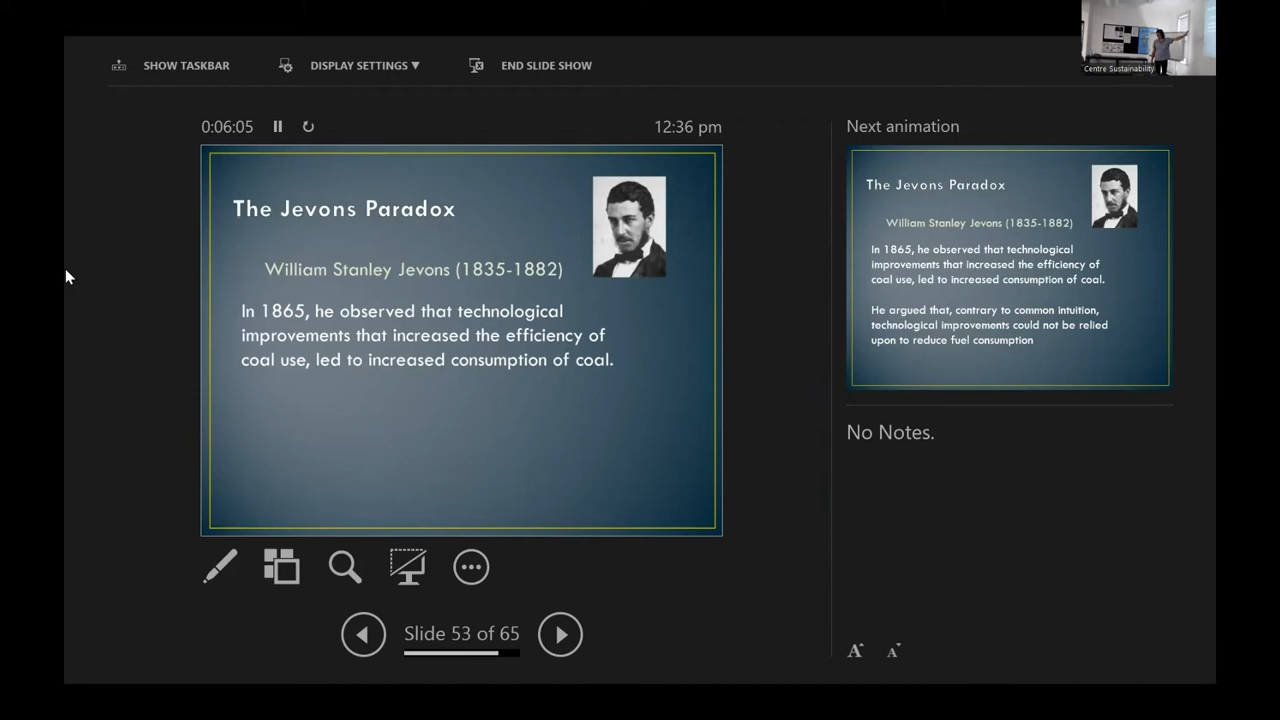 SHOW TASKBAR
DISPLAY SETTINGS ▼
END SLIDE SHOW
Centre Sustainability
0:06:05
12:36 pm
The Jevons Paradox
William Stanley Jevons (1835-1882)
In 1865, he observed that technological
improvements that increased the efficiency of
coal use, led to increased consumption of coal.
Slide 53 of 65
Next animation
The Jevons Paradox
William Stanley Jevons (1835-1882)
In 1865, he observed that technological
improvements that increased the efficiency of
coal use, led to increased consumption of coal.
He argued that, contrary to common intuition,
technological improvements could not be relied
upon to reduce fuel consumption
No Notes.
A A